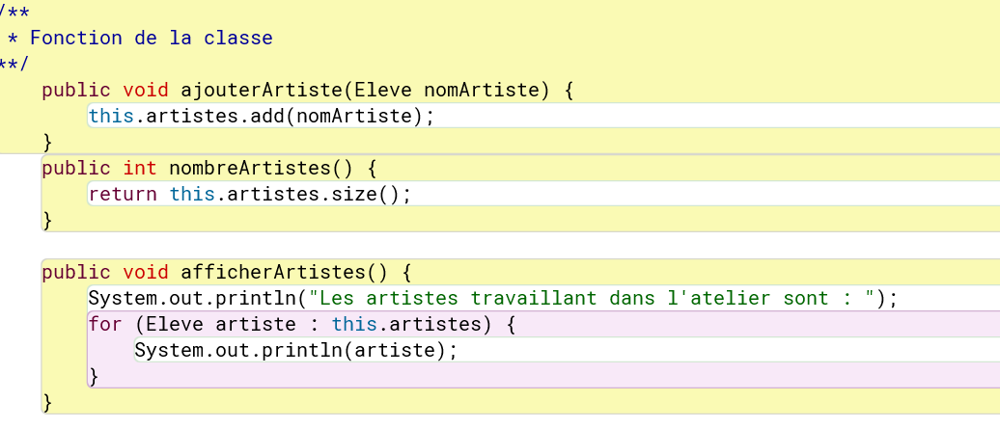 /**
 * Fonction de la classe
**/
    public void ajouterArtiste(Eleve nomArtiste) {
        this.artistes.add(nomArtiste);
    }
    public int nombreArtistes() {
        return this.artistes.size();
    }
    public void afficherArtistes() {
        System.out.println("Les artistes travaillant dans l'atelier sont : ");
        for (Eleve artiste : this.artistes) {
            System.out.println(artiste);
        }
    }